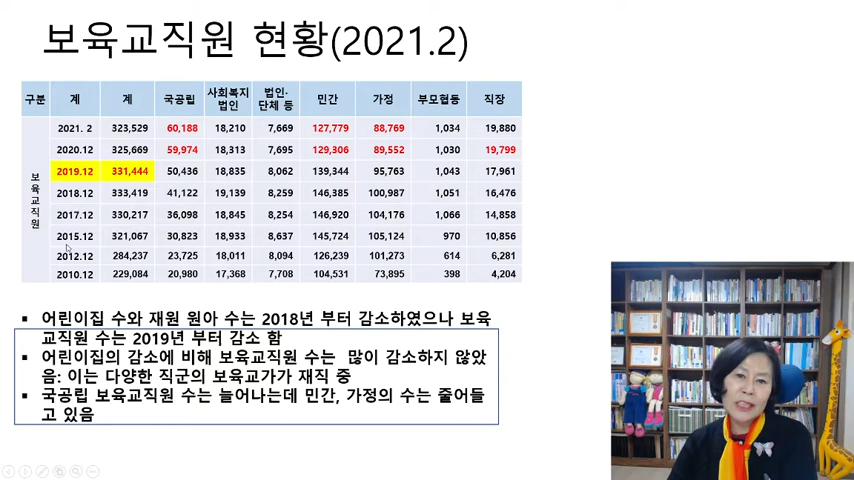 보육교직원 현황(2021.2)
구분 계 계 국공립 사회복지법인 법인·단체 등 민간 가정 부모협동 직장
보육교직원
2021. 2 323,529 60,188 18,210 7,669 127,779 88,769 1,034 19,880
2020.12 325,669 59,974 18,313 7,695 129,306 89,552 1,030 19,799
2019.12 331,444 50,436 18,835 8,062 139,344 95,763 1,043 17,961
2018.12 333,419 41,122 19,139 8,259 146,385 100,987 1,051 16,476
2017.12 330,217 36,098 18,845 8,254 146,920 104,176 1,066 14,858
2015.12 321,067 30,823 18,933 8,637 145,724 105,124 970 10,856
2012.12 284,237 23,725 18,011 8,094 126,239 101,273 614 6,281
2010.12 229,084 20,980 17,368 7,708 104,531 73,895 398 4,204
▪ 어린이집 수와 재원 원아 수는 2018년 부터 감소하였으나 보육
교직원 수는 2019년 부터 감소 함
▪ 어린이집의 감소에 비해 보육교직원 수는 많이 감소하지 않았
음: 이는 다양한 직군의 보육교가가 재직 중
▪ 국공립 보육교직원 수는 늘어나는데 민간, 가정의 수는 줄어들
고 있음